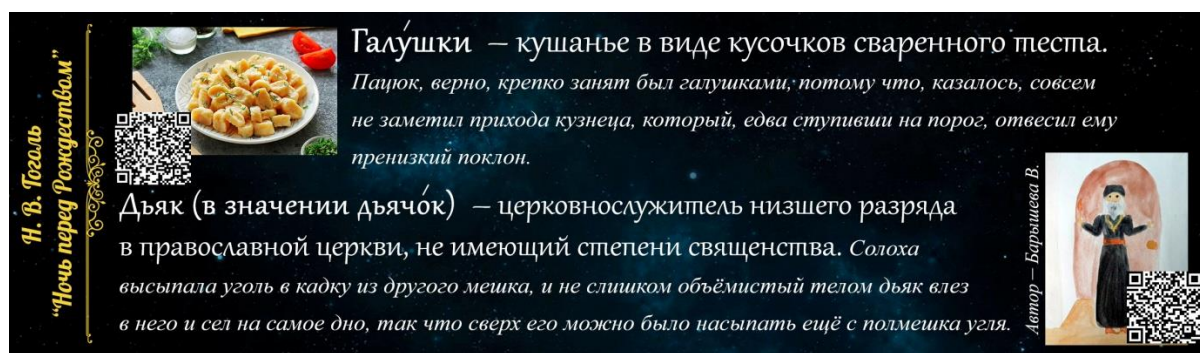 Н. В. Гоголь
“Ночь перед Рождеством”
Галу́шки – кушанье в виде кусочков сваренного теста.
Пацюк, верно, крепко занят был галушками, потому что, казалось, совсем
не заметил прихода кузнеца, который, едва ступивши на порог, отвесил ему
пренизкий поклон.
Дьяк (в значении дьячо́к) – церковнослужитель низшего разряда
в православной церкви, не имеющий степени священства. Солоха
высыпала уголь в кадку из другого мешка, и не слишком объёмистый телом дьяк влез
в него и сел на самое дно, так что сверх его можно было насыпать ещё с полмешка угля.
Автор – Барышева В.